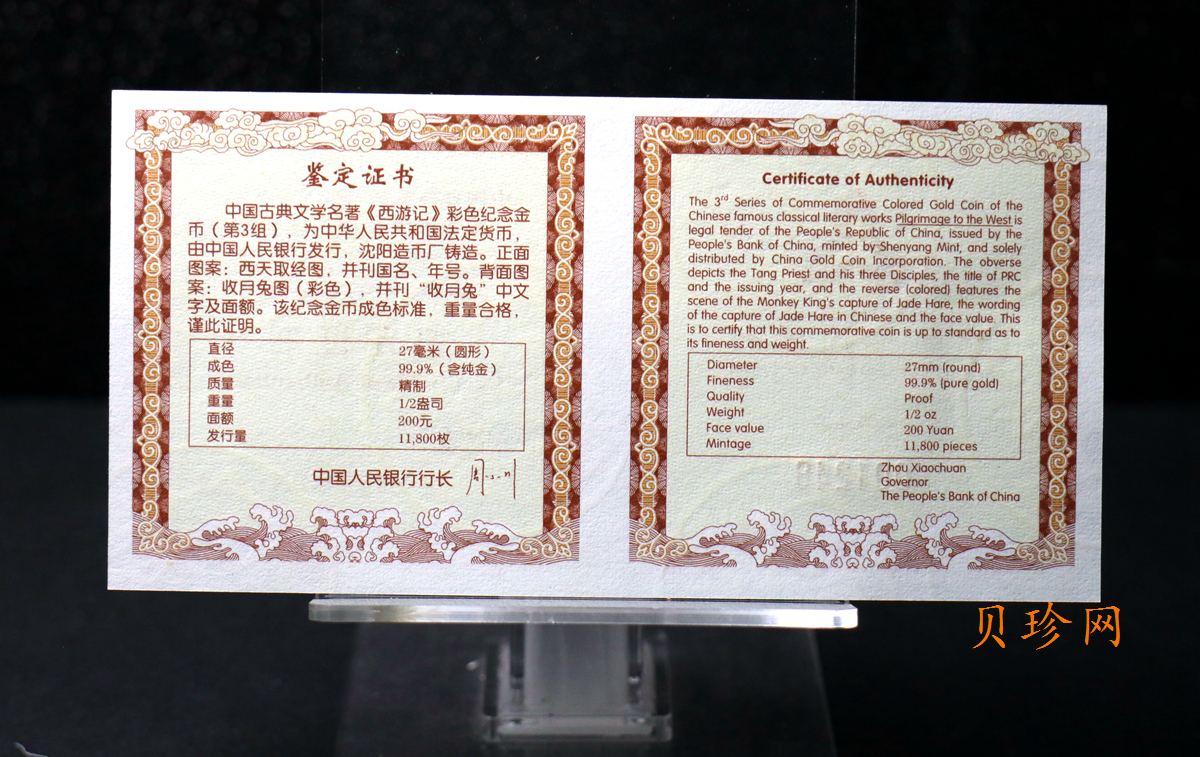 鉴定证书
中国古典文学名著《西游记》彩色纪念金
币（第3组），为中华人民共和国法定货币，
由中国人民银行发行，沈阳造币厂铸造。正面
图案：西天取经图，并刊国名、年号。背面图
案：收月兔图（彩色），并刊“收月兔”中文
字及面额。该纪念金币成色标准，重量合格，
谨此证明。
直径 27毫米（圆形）
成色 99.9%（含纯金）
质量 精制
重量 1/2盎司
面额 200元
发行量 11,800枚
中国人民银行行长
Certificate of Authenticity
The 3rd Series of Commemorative Colored Gold Coin of the
Chinese famous classical literary works Pilgrimage to the West is
legal tender of the People's Republic of China, issued by the
People's Bank of China, minted by Shenyang Mint, and solely
distributed by China Gold Coin Incorporation. The obverse
depicts the Tang Priest and his three Disciples, the title of PRC
and the issuing year, and the reverse (colored) features the
scene of the Monkey King's capture of Jade Hare, the wording
of the capture of Jade Hare in Chinese and the face value. This
is to certify that this commemorative coin is up to standard as to
its fineness and weight.
Diameter 27mm (round)
Fineness 99.9% (pure gold)
Quality Proof
Weight 1/2 oz
Face value 200 Yuan
Mintage 11,800 pieces
Zhou Xiaochuan
Governor
The People's Bank of China
贝珍网